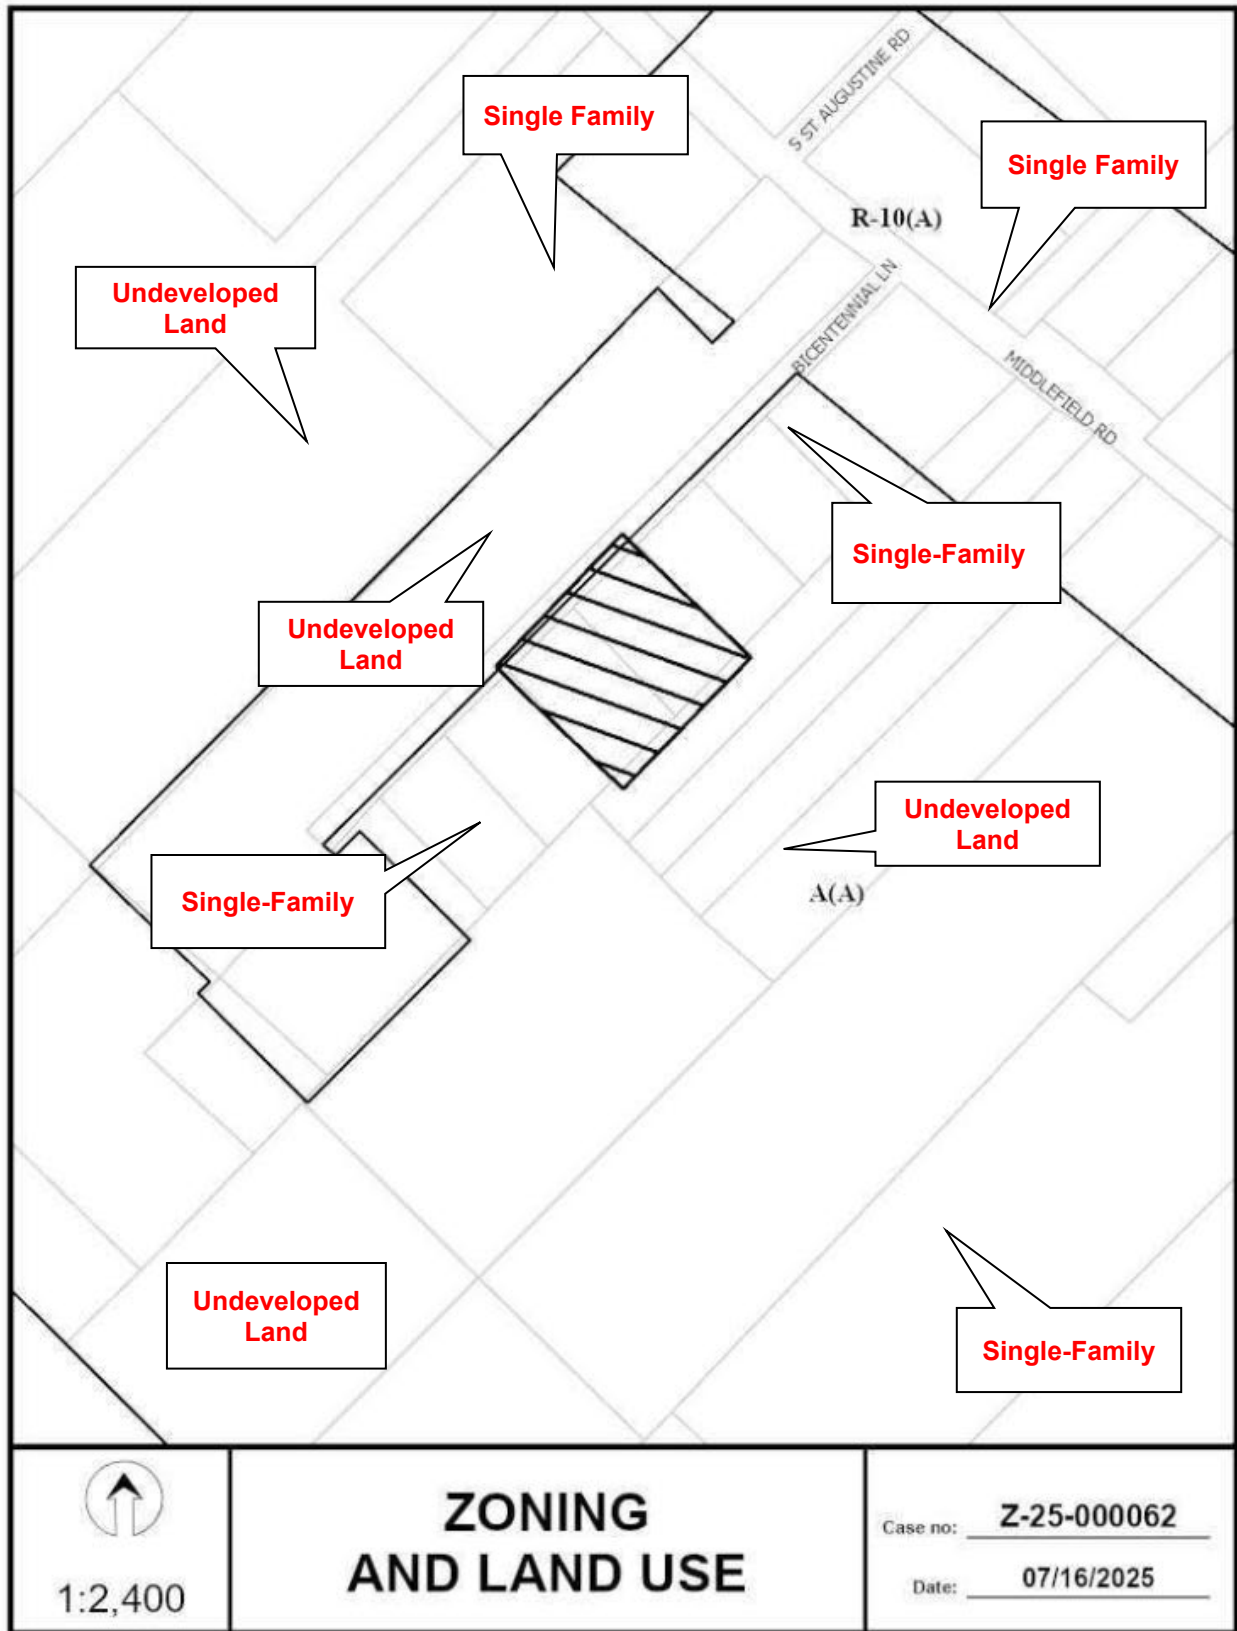 S ST AUGUSTINE RD
Single Family
Single Family
R-10(A)
Undeveloped
Land
BICENTENNIAL LN
MIDDLEFIELD RD
Single-Family
Undeveloped
Land
Undeveloped
Land
A(A)
Single-Family
Undeveloped
Land
Single-Family
1:2,400
ZONING
AND LAND USE
Case no: Z-25-000062
Date: 07/16/2025